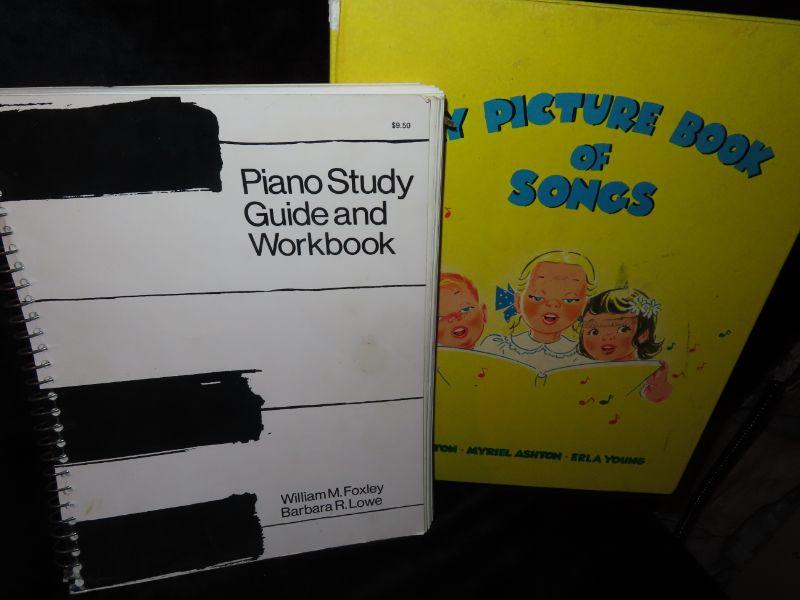 $9.50
Piano Study
Guide and
Workbook
William M. Foxley
Barbara R. Lowe
PICTURE BOOK
OF
SONGS
MYRIEL ASHTON · ERLA YOUNG